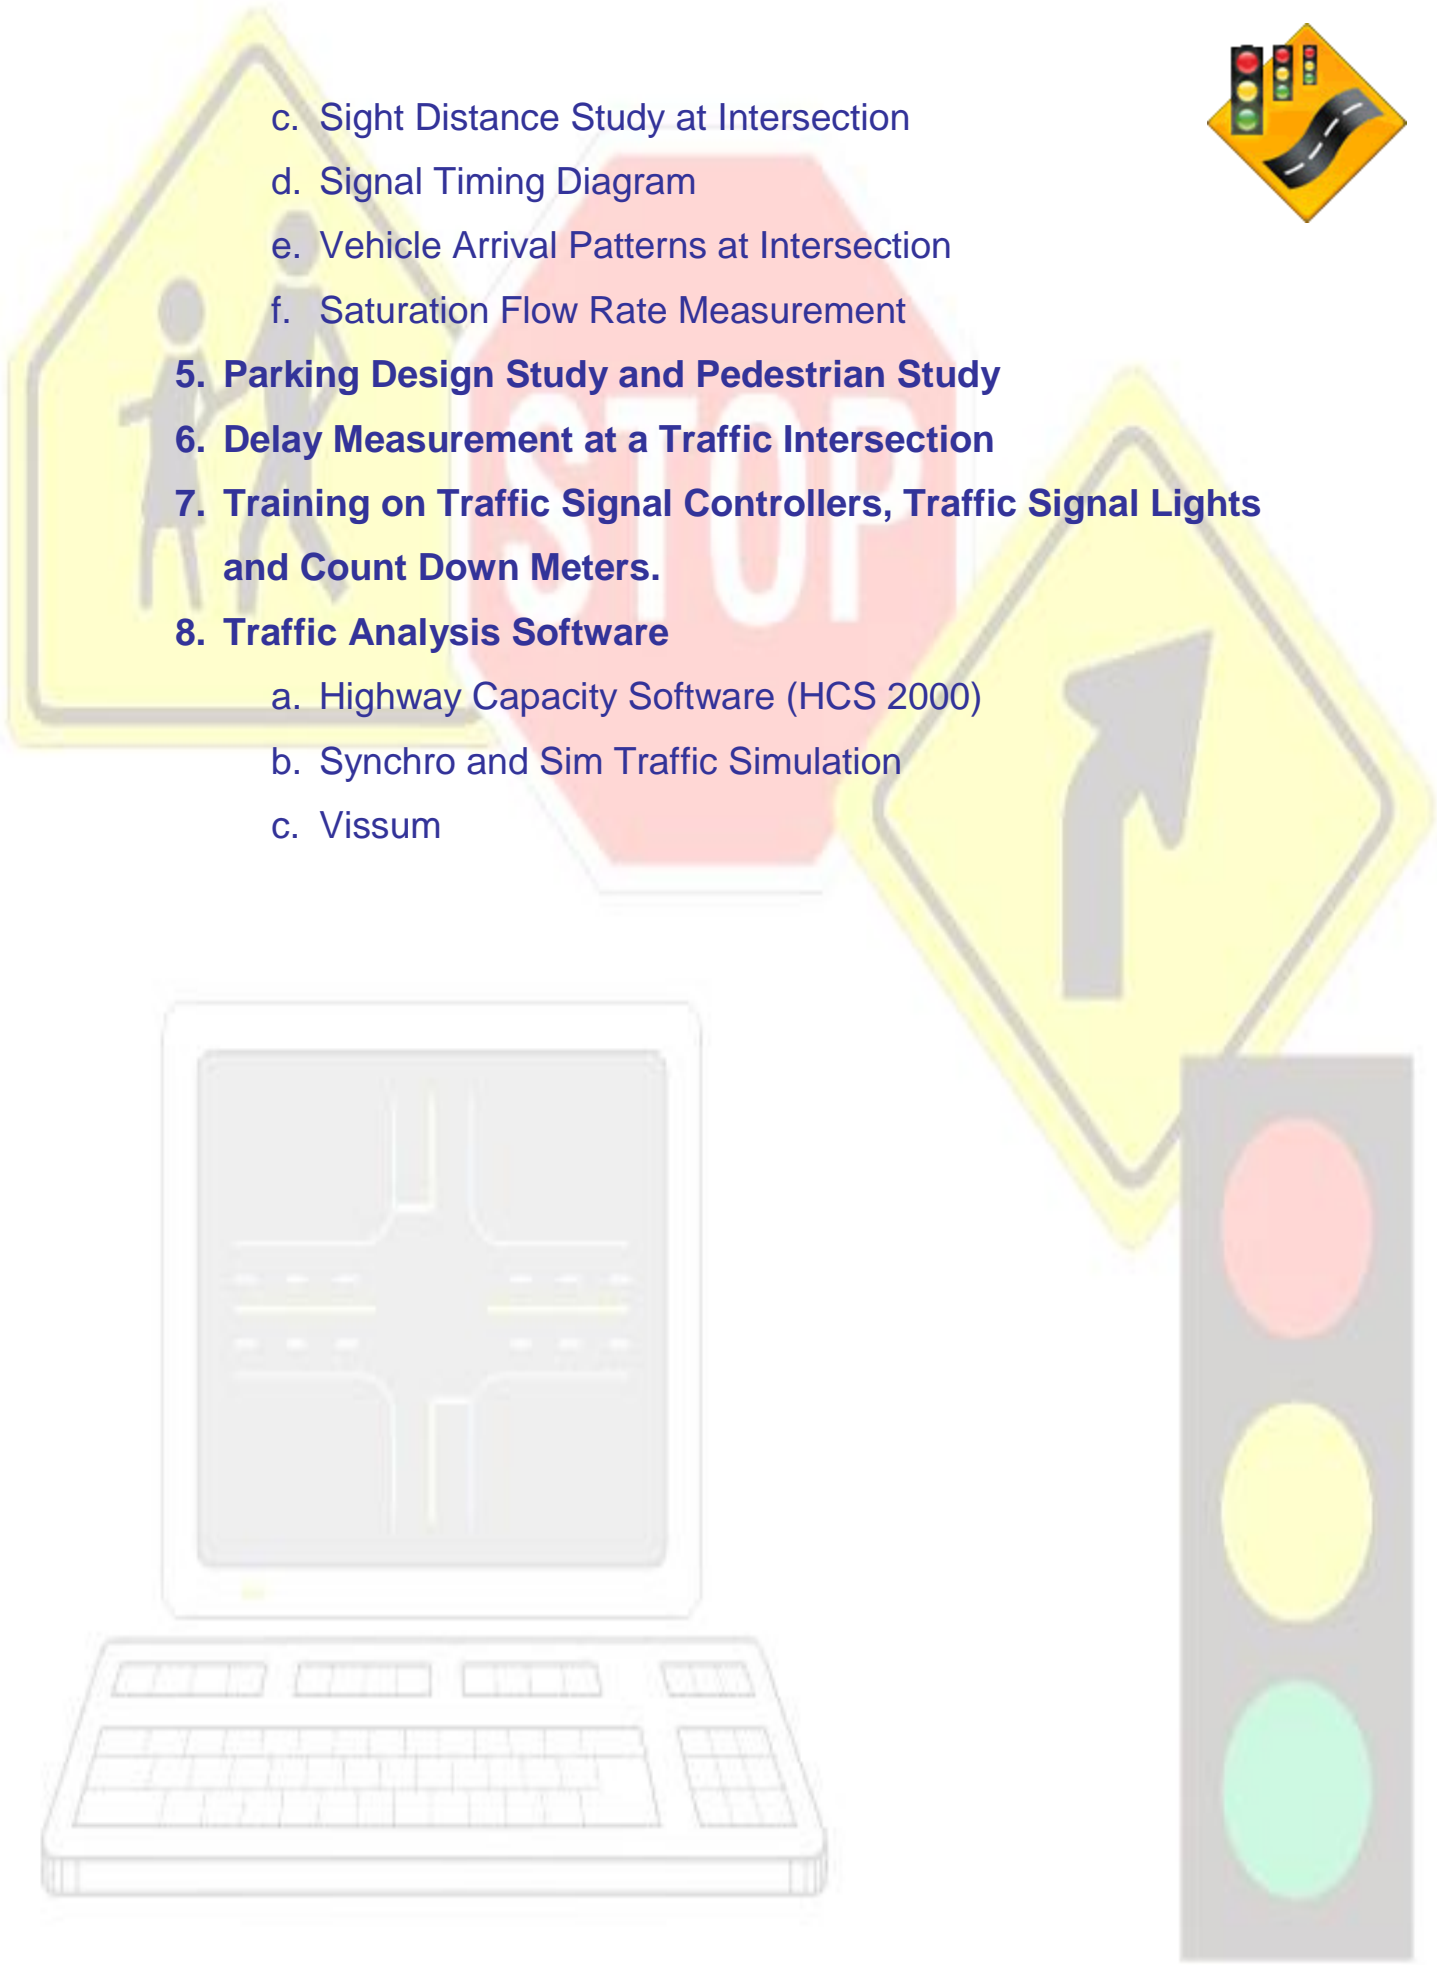 c. Sight Distance Study at Intersection
d. Signal Timing Diagram
e. Vehicle Arrival Patterns at Intersection
f. Saturation Flow Rate Measurement
5. Parking Design Study and Pedestrian Study
6. Delay Measurement at a Traffic Intersection
7. Training on Traffic Signal Controllers, Traffic Signal Lights
and Count Down Meters.
8. Traffic Analysis Software
a. Highway Capacity Software (HCS 2000)
b. Synchro and Sim Traffic Simulation
c. Vissum
STOP